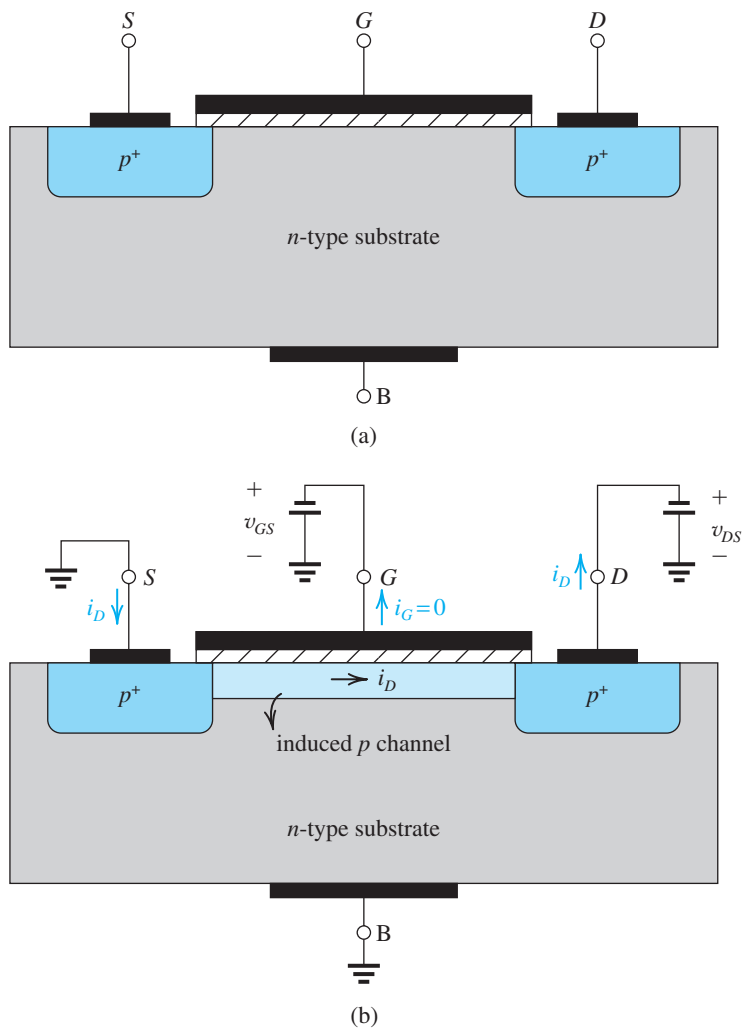 S
G
D
p+
p+
n-type substrate
B
(a)
+
vGS
−
+
vDS
−
S
G
iD
D
iD
iG = 0
p+
iD
p+
induced p channel
n-type substrate
B
(b)